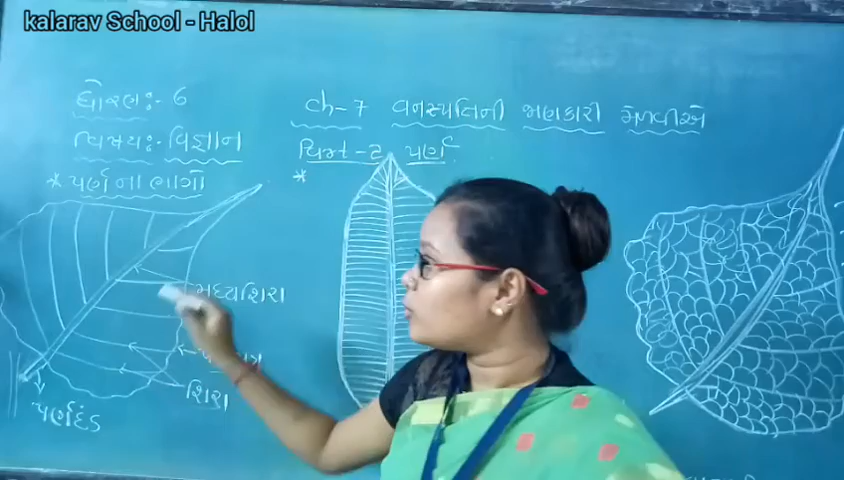 kalarav School - Halol
ધોરણ:- 6
વિષય:- વિજ્ઞાન
* પર્ણના ભાગો
Ch-7 વનસ્પતિની જાણકારી મેળવીએ
ચિત્ર-2 પર્ણ
*
મધ્યશિરા
શિરા
પર્ણદંડ